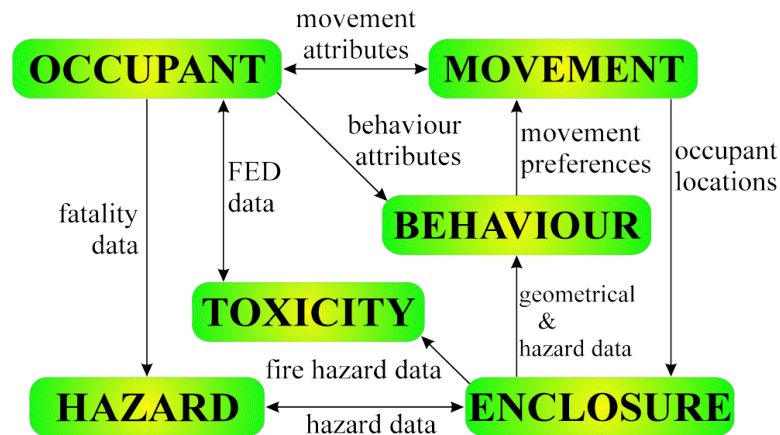 movement
attributes
OCCUPANT
MOVEMENT
behaviour
attributes
movement
preferences
occupant
locations
FED
data
fatality
data
BEHAVIOUR
TOXICITY
geometrical
&
hazard data
fire hazard data
HAZARD
hazard data
ENCLOSURE